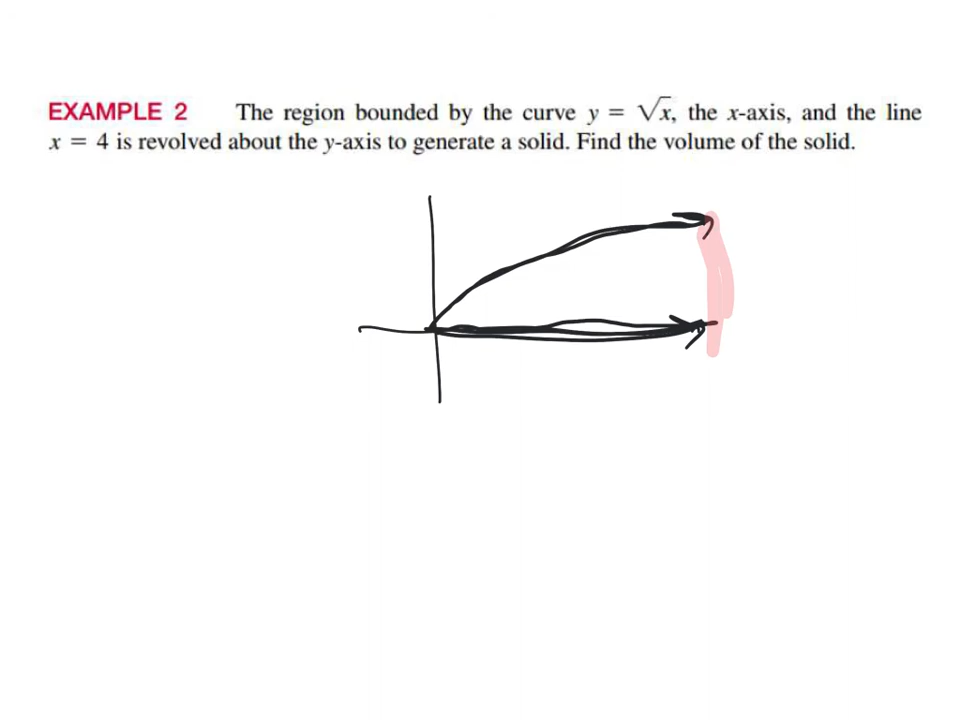 EXAMPLE 2 The region bounded by the curve y = √x, the x-axis, and the line
x = 4 is revolved about the y-axis to generate a solid. Find the volume of the solid.